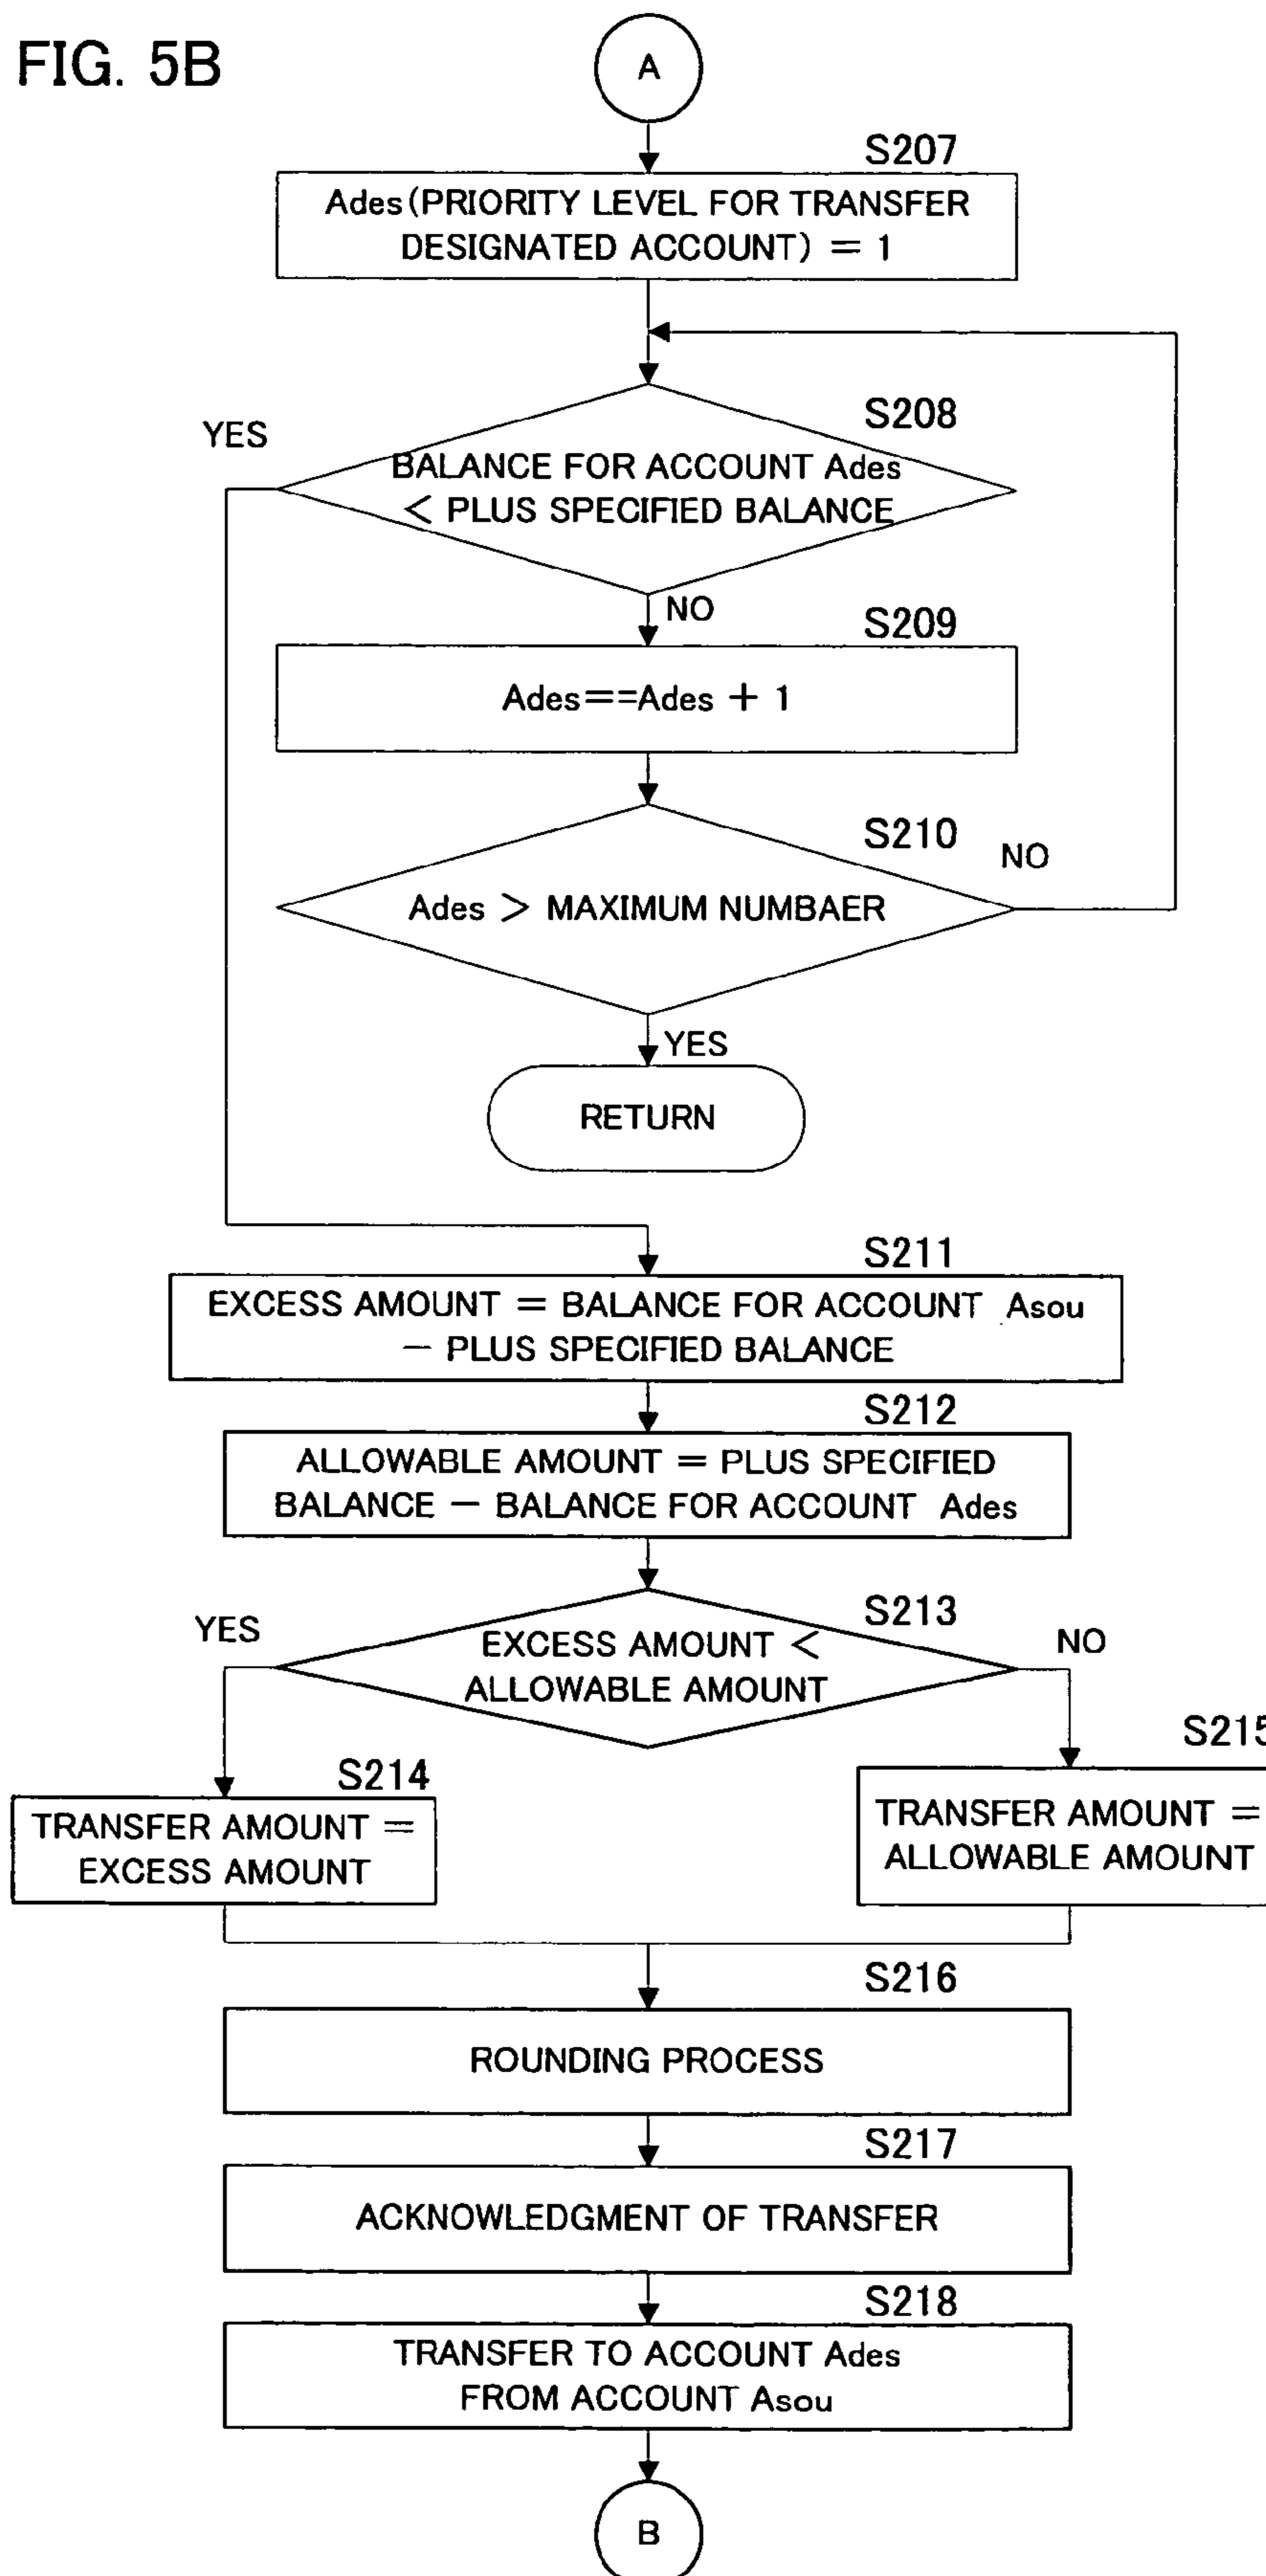 FIG. 5B
A
S207
Ades(PRIORITY LEVEL FOR TRANSFER
DESIGNATED ACCOUNT) = 1
S208
YES
BALANCE FOR ACCOUNT Ades
< PLUS SPECIFIED BALANCE
NO
S209
Ades==Ades + 1
S210
NO
Ades > MAXIMUM NUMBAER
YES
RETURN
S211
EXCESS AMOUNT = BALANCE FOR ACCOUNT Asou
− PLUS SPECIFIED BALANCE
S212
ALLOWABLE AMOUNT = PLUS SPECIFIED
BALANCE − BALANCE FOR ACCOUNT Ades
S213
YES
EXCESS AMOUNT <
ALLOWABLE AMOUNT
NO
S214
TRANSFER AMOUNT =
EXCESS AMOUNT
S215
TRANSFER AMOUNT =
ALLOWABLE AMOUNT
S216
ROUNDING PROCESS
S217
ACKNOWLEDGMENT OF TRANSFER
S218
TRANSFER TO ACCOUNT Ades
FROM ACCOUNT Asou
B